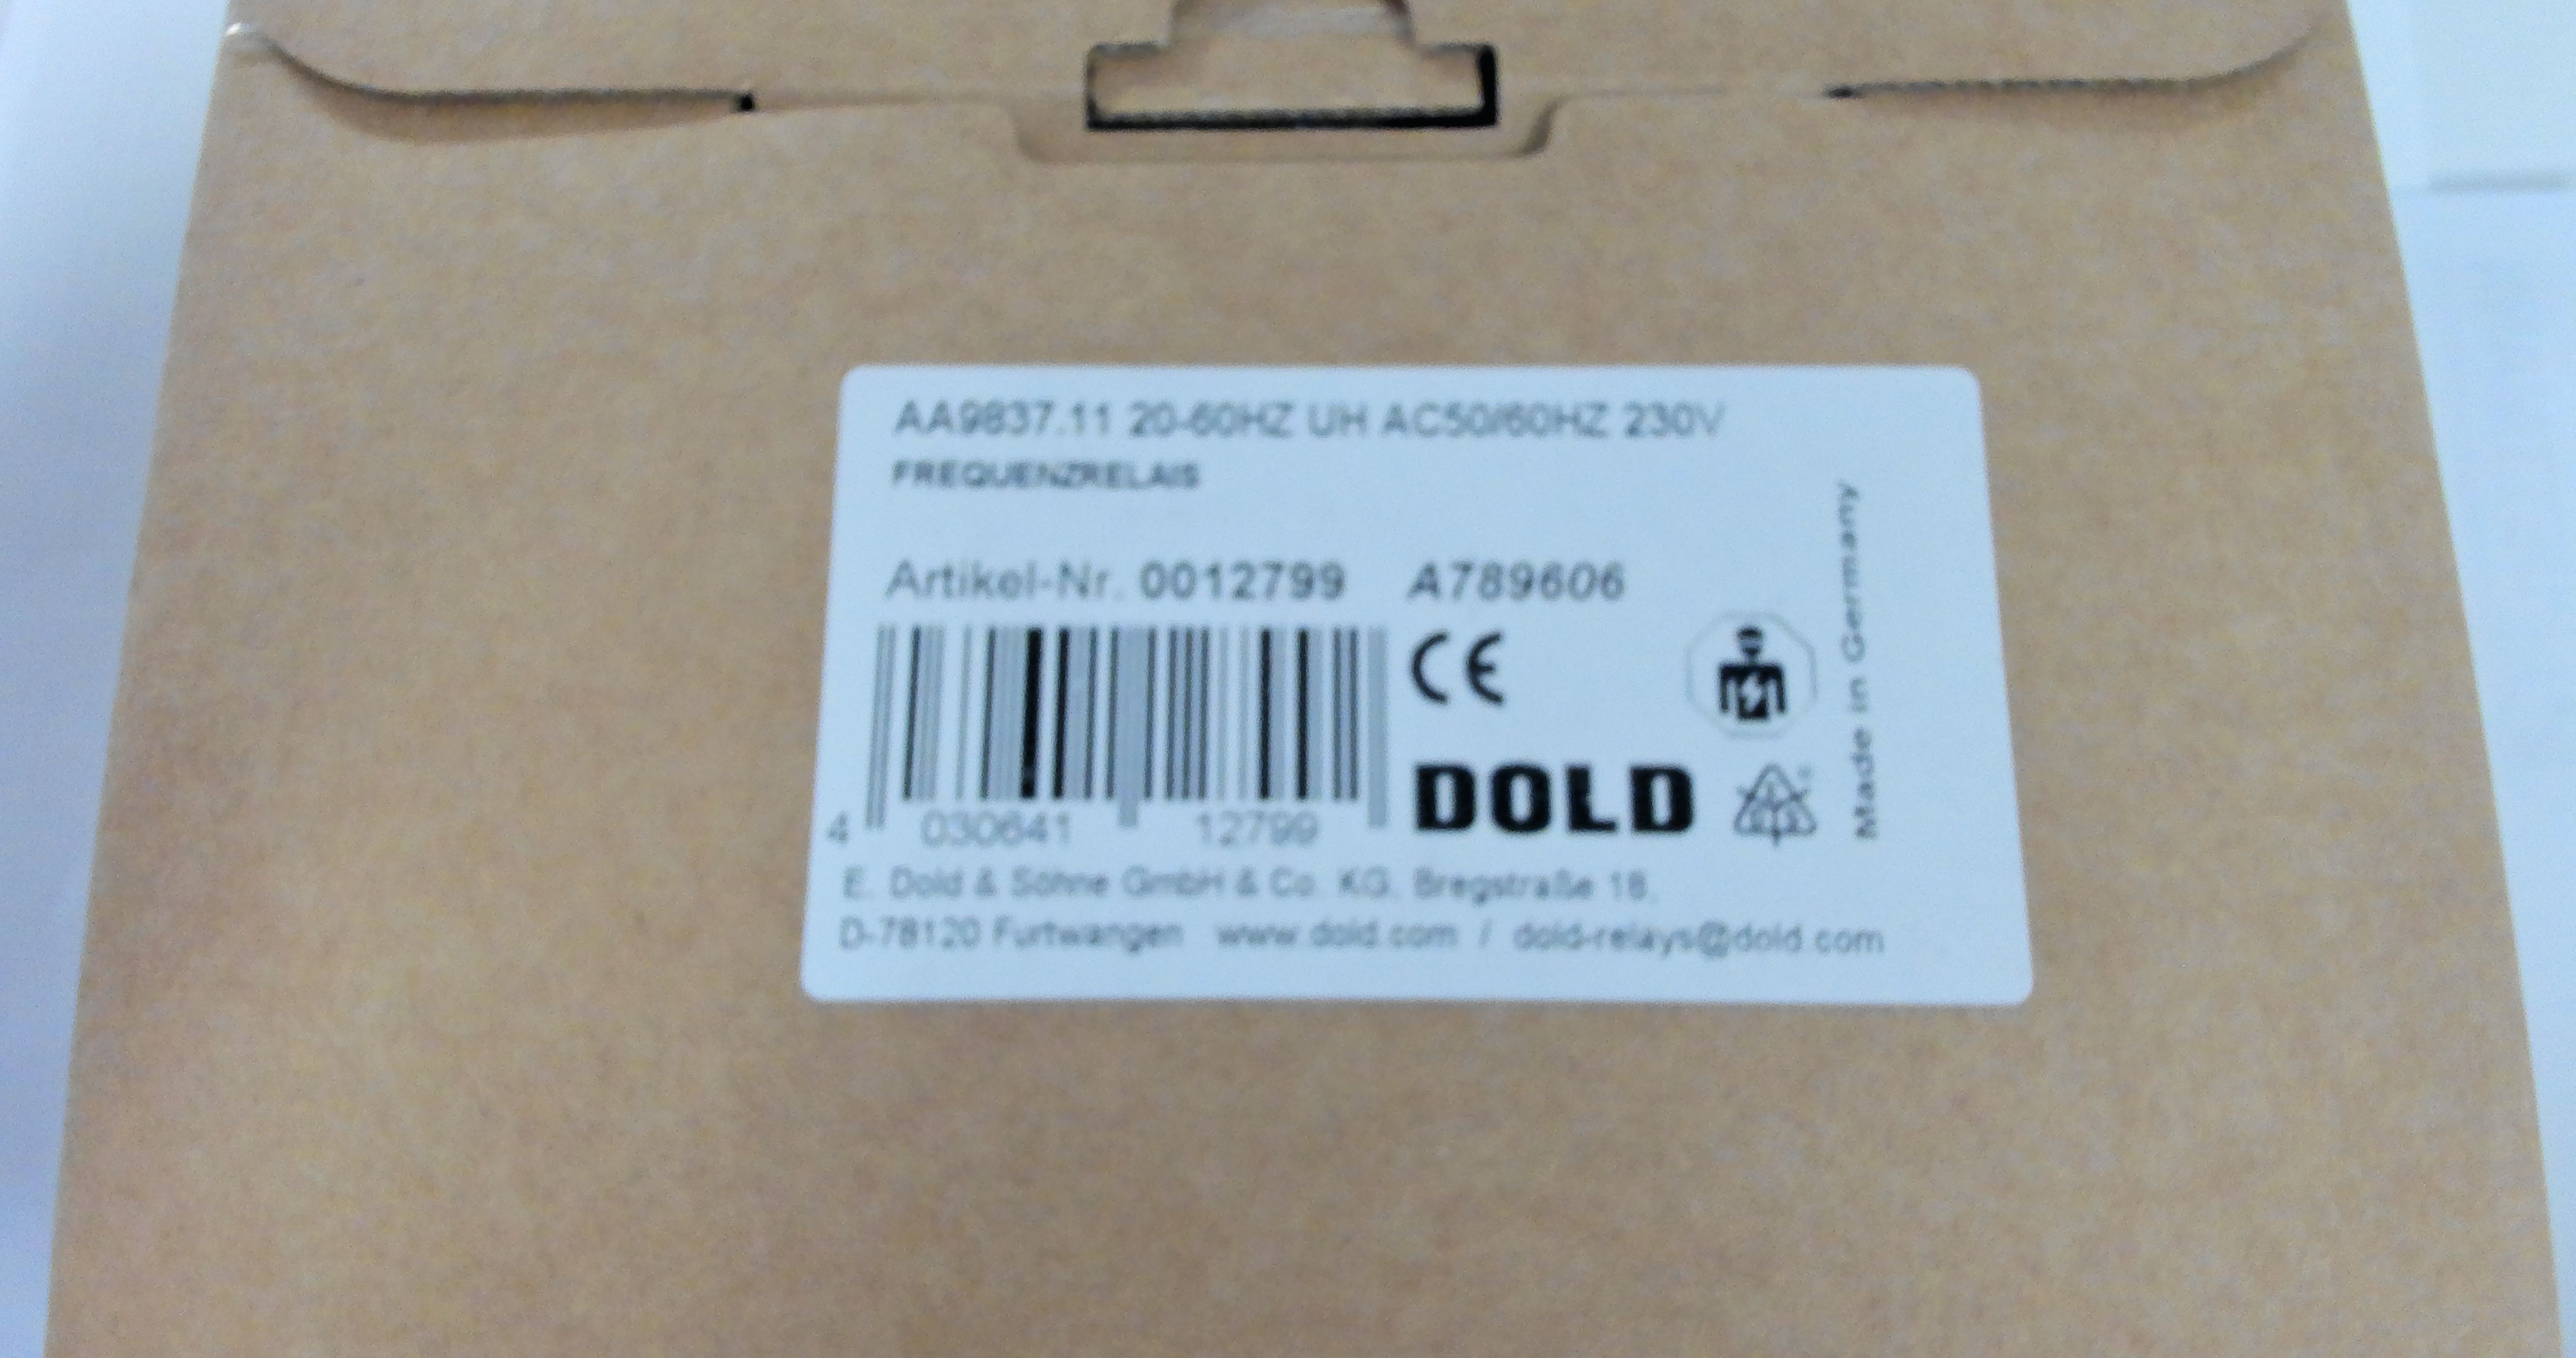 AA9837.11 20-60HZ UH AC50/60HZ 230V
FREQUENZRELAIS
Artikel-Nr. 0012799 A789606
CE
4 030641 12799
DOLD
Made in Germany
E. Dold & Söhne GmbH & Co. KG, Bregstraße 18,
D-78120 Furtwangen www.dold.com / dold-relays@dold.com